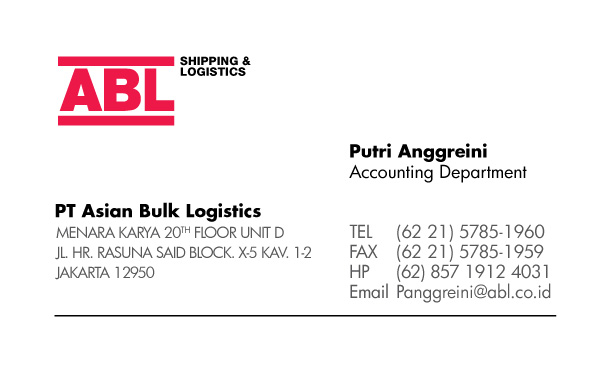 ABL
SHIPPING &
LOGISTICS
Putri Anggreini
Accounting Department
PT Asian Bulk Logistics
MENARA KARYA 20TH FLOOR UNIT D
JL. HR. RASUNA SAID BLOCK. X-5 KAV. 1-2
JAKARTA 12950
TEL (62 21) 5785-1960
FAX (62 21) 5785-1959
HP (62) 857 1912 4031
Email Panggreini@abl.co.id